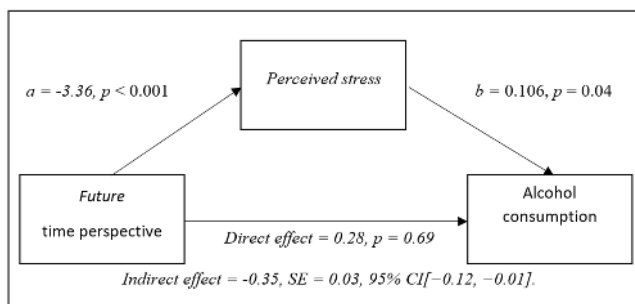 Perceived stress
a = -3.36, p < 0.001
b = 0.106, p = 0.04
Future
time perspective
Alcohol
consumption
Direct effect = 0.28, p = 0.69
Indirect effect = -0.35, SE = 0.03, 95% CI[−0.12, −0.01].